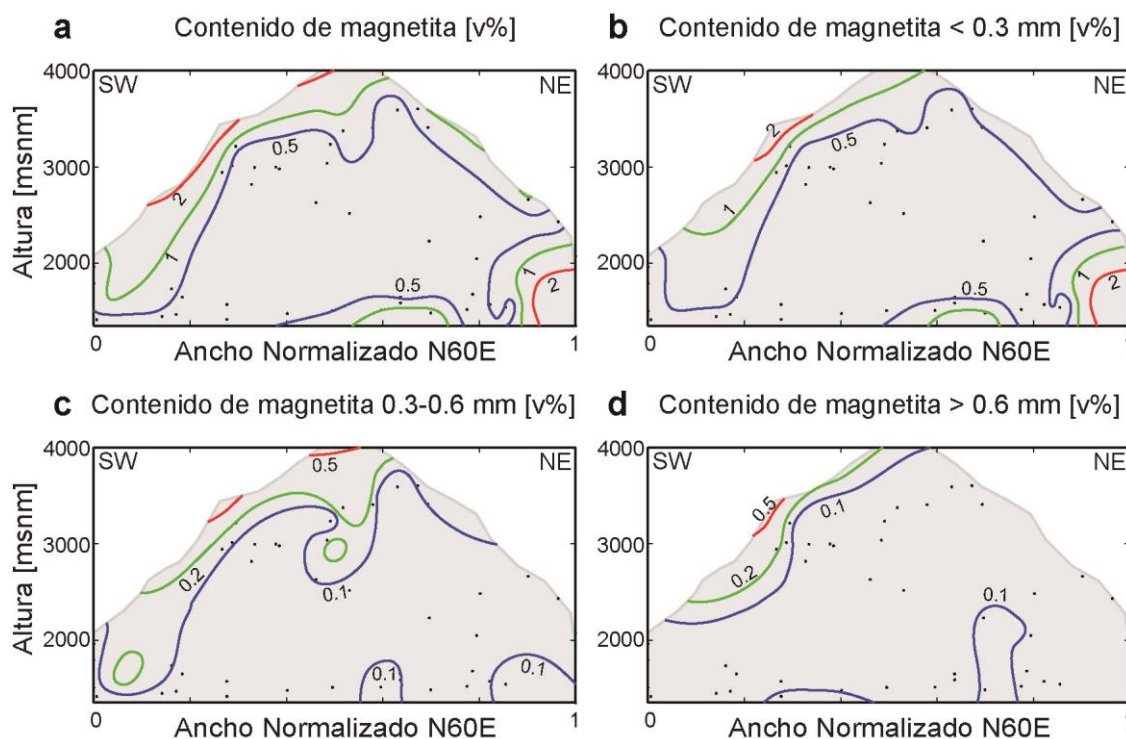 a Contenido de magnetita [v%]
b Contenido de magnetita < 0.3 mm [v%]
Altura [msnm]
4000
3000
2000
SW
NE
2
0.5
1
0.5
1
2
0
1
Ancho Normalizado N60E
4000
3000
2000
SW
NE
2
0.5
1
0.5
1
2
0
1
Ancho Normalizado N60E
c Contenido de magnetita 0.3-0.6 mm [v%]
d Contenido de magnetita > 0.6 mm [v%]
Altura [msnm]
4000
3000
2000
SW
NE
0.5
0.2
0.1
0.1
0.1
0
1
Ancho Normalizado N60E
4000
3000
2000
SW
NE
0.5
0.1
0.2
0.1
0
1
Ancho Normalizado N60E